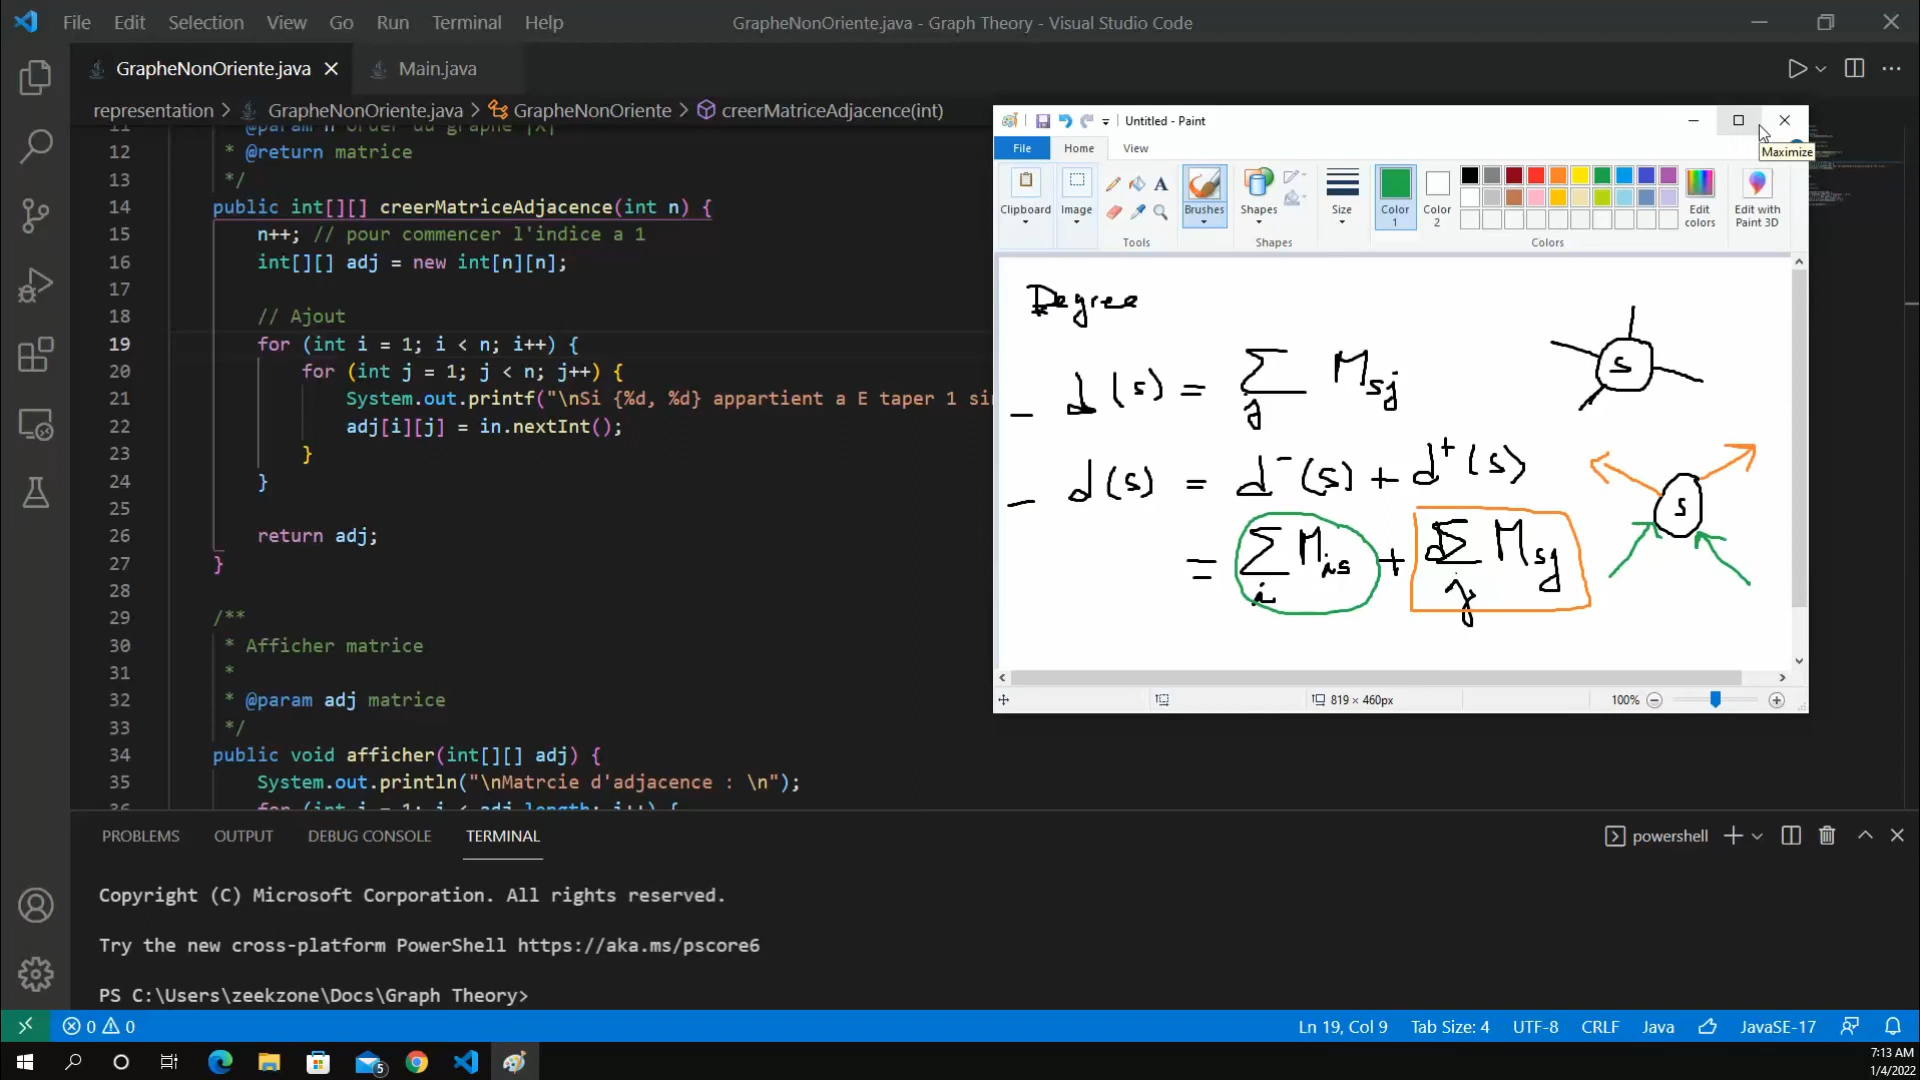 File Edit Selection View Go Run Terminal Help
GrapheNonOriente.java - Graph Theory - Visual Studio Code
GrapheNonOriente.java Main.java
representation > GrapheNonOriente.java > GrapheNonOriente > creerMatriceAdjacence(int)
12 * @return matrice
13 */
14 public int[][] creerMatriceAdjacence(int n) {
15 n++; // pour commencer l'indice a 1
16 int[][] adj = new int[n][n];
17
18 // Ajout
19 for (int i = 1; i < n; i++) {
20 for (int j = 1; j < n; j++) {
21 System.out.printf("\nSi {%d, %d} appartient a E taper 1 si
22 adj[i][j] = in.nextInt();
23 }
24 }
25
26 return adj;
27 }
28
29 /**
30 * Afficher matrice
31 *
32 * @param adj matrice
33 */
34 public void afficher(int[][] adj) {
35 System.out.println("\nMatrcie d'adjacence : \n");
Untitled - Paint
Maximize
File Home View
Clipboard Image Brushes Shapes Size Color 1 Color 2 Edit colors Edit with Paint 3D
Tools Shapes Colors
Degree
- d(s) = Σ_j M_sj
s
- d(s) = d⁻(s) + d⁺(s)
s
= Σ_i M_is + Σ_j M_sj
819 × 460px 100%
PROBLEMS OUTPUT DEBUG CONSOLE TERMINAL
powershell
Copyright (C) Microsoft Corporation. All rights reserved.
Try the new cross-platform PowerShell https://aka.ms/pscore6
PS C:\Users\zeekzone\Docs\Graph Theory>
0 0 Ln 19, Col 9 Tab Size: 4 UTF-8 CRLF Java JavaSE-17
5
7:13 AM
1/4/2022